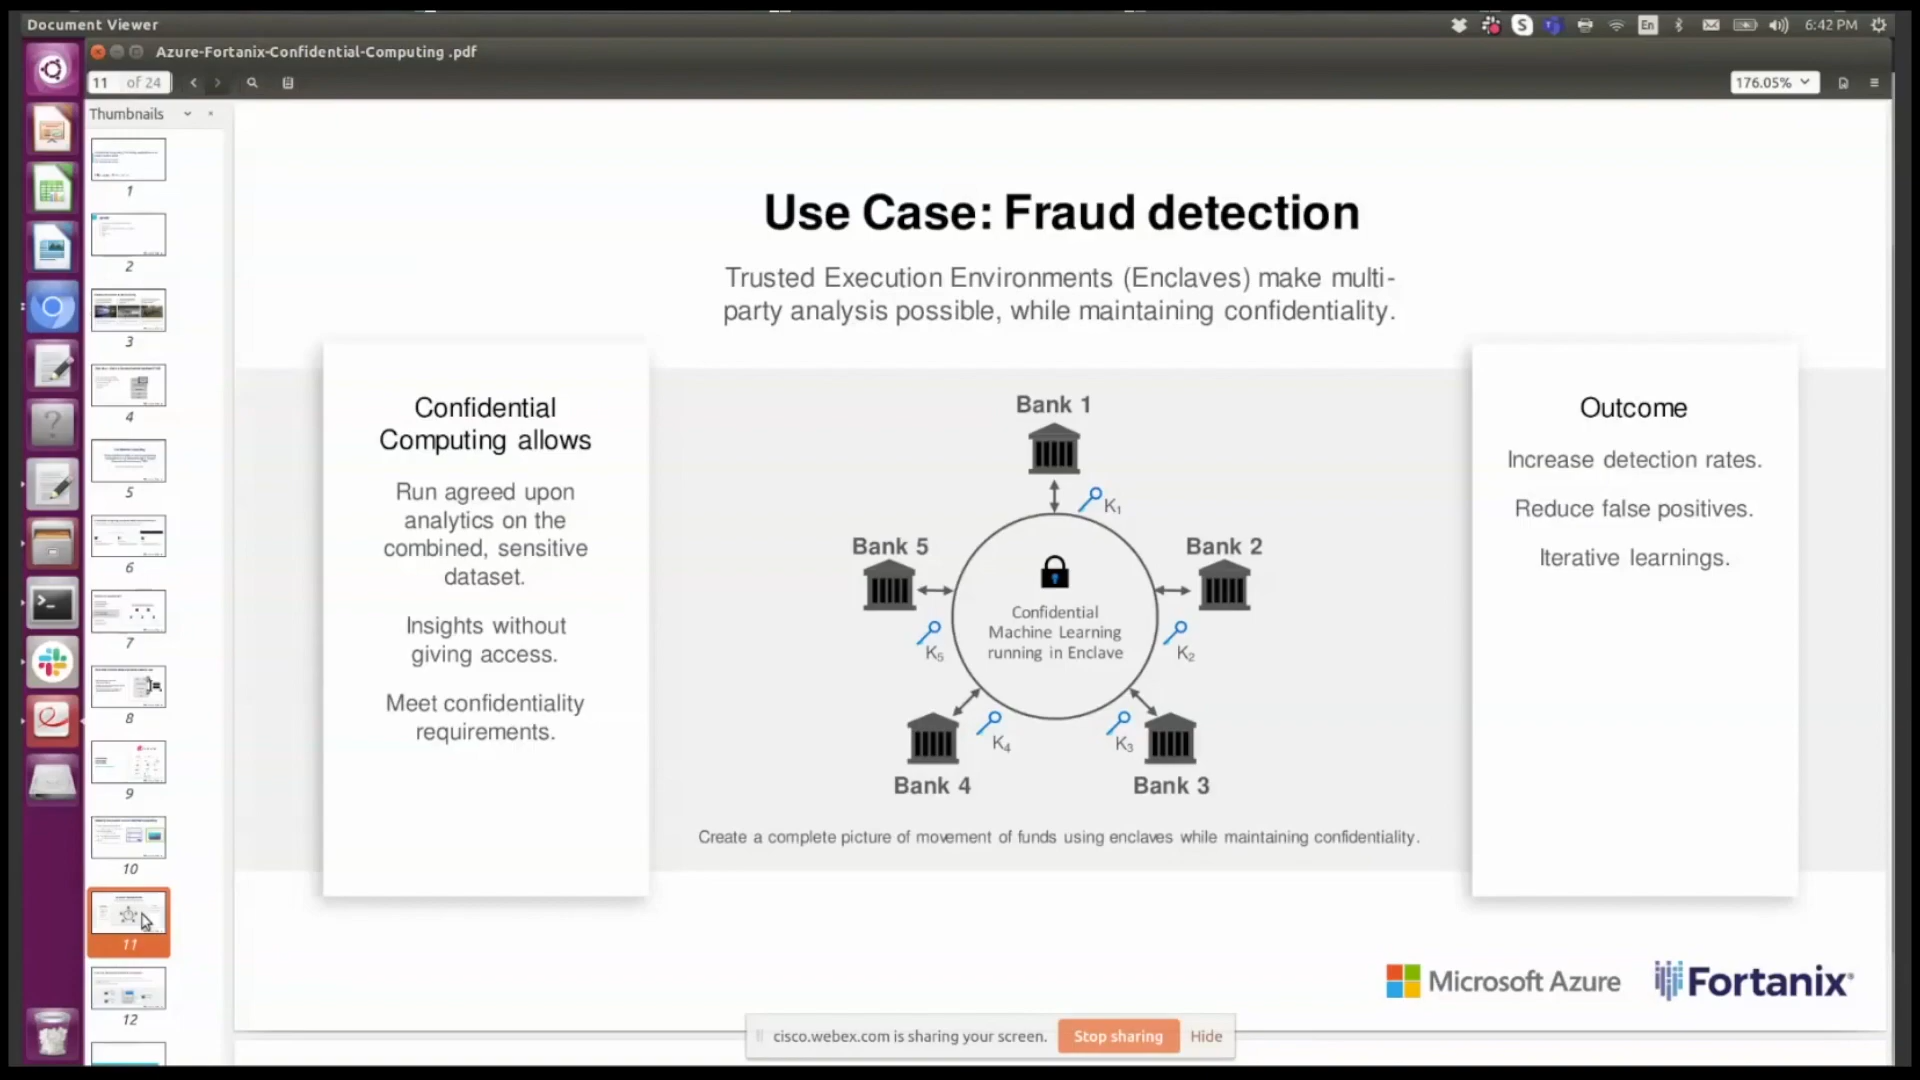 Document Viewer
En
6:42 PM
Azure-Fortanix-Confidential-Computing .pdf
11 of 24
176.05%
Thumbnails
1
2
3
4
5
6
7
8
9
10
11
12
Use Case: Fraud detection
Trusted Execution Environments (Enclaves) make multi-
party analysis possible, while maintaining confidentiality.
Confidential
Computing allows
Run agreed upon
analytics on the
combined, sensitive
dataset.
Insights without
giving access.
Meet confidentiality
requirements.
Bank 1
K1
Bank 5
Bank 2
Confidential
Machine Learning
running in Enclave
K5
K2
K4
K3
Bank 4
Bank 3
Create a complete picture of movement of funds using enclaves while maintaining confidentiality.
Outcome
Increase detection rates.
Reduce false positives.
Iterative learnings.
Microsoft Azure
Fortanix
cisco.webex.com is sharing your screen.
Stop sharing
Hide